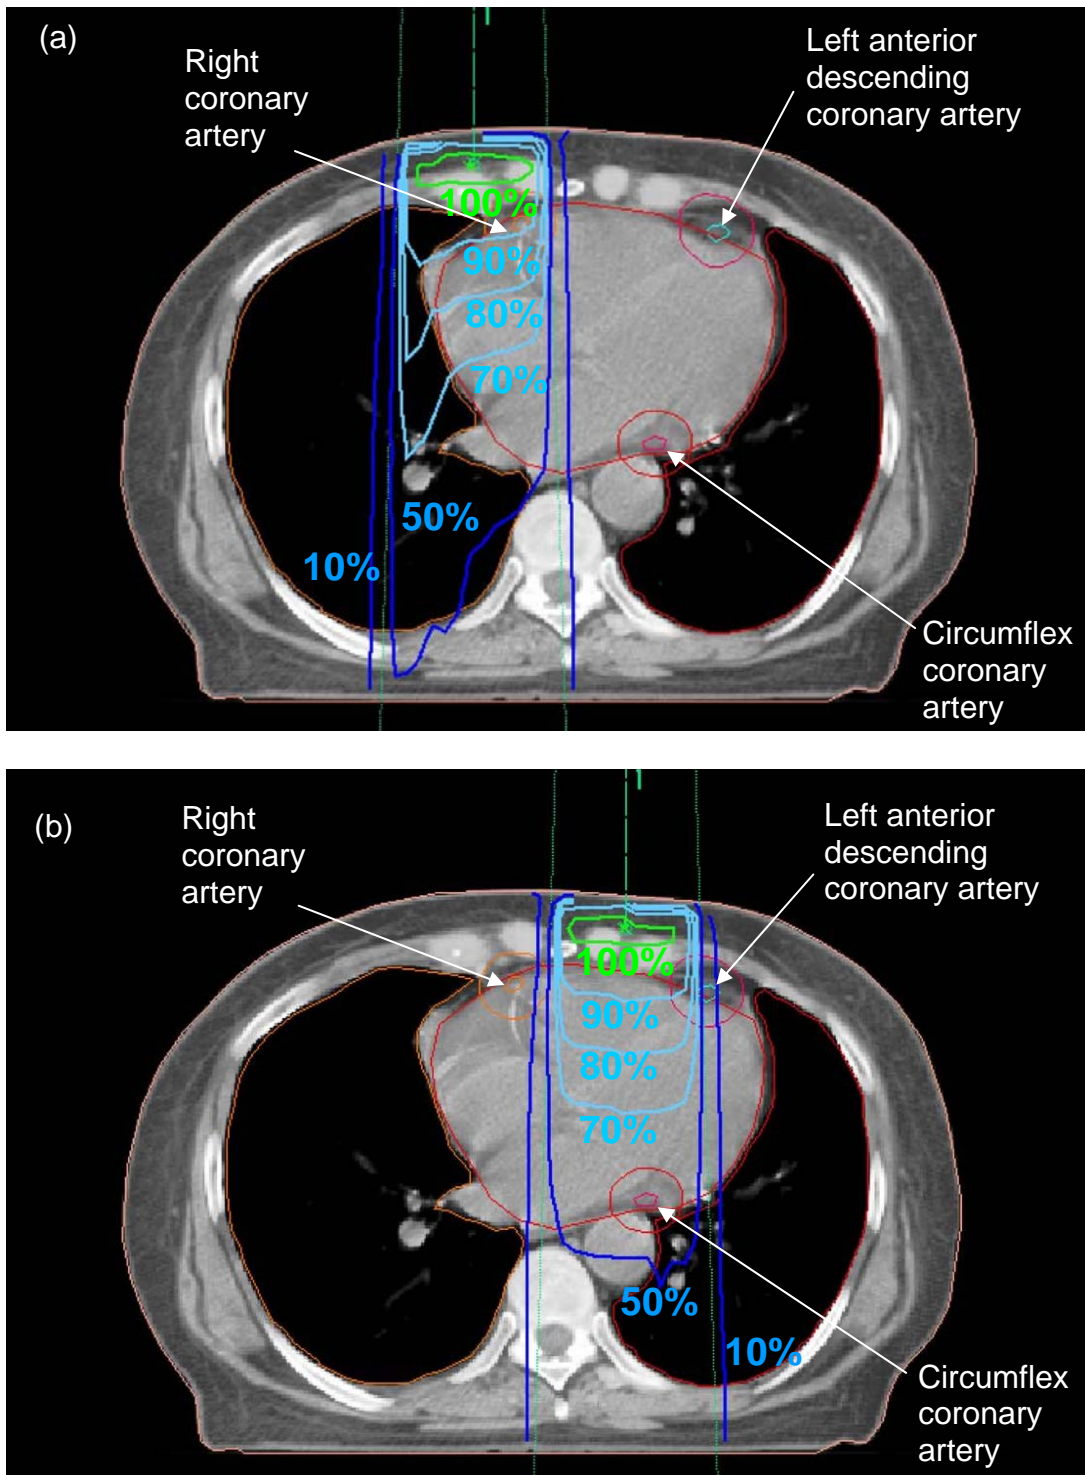 (a)
Right
coronary
artery
Left anterior
descending
coronary artery
100%
90%
80%
70%
50%
10%
Circumflex
coronary
artery
(b)
Right
coronary
artery
Left anterior
descending
coronary artery
100%
90%
80%
70%
50%
10%
Circumflex
coronary
artery